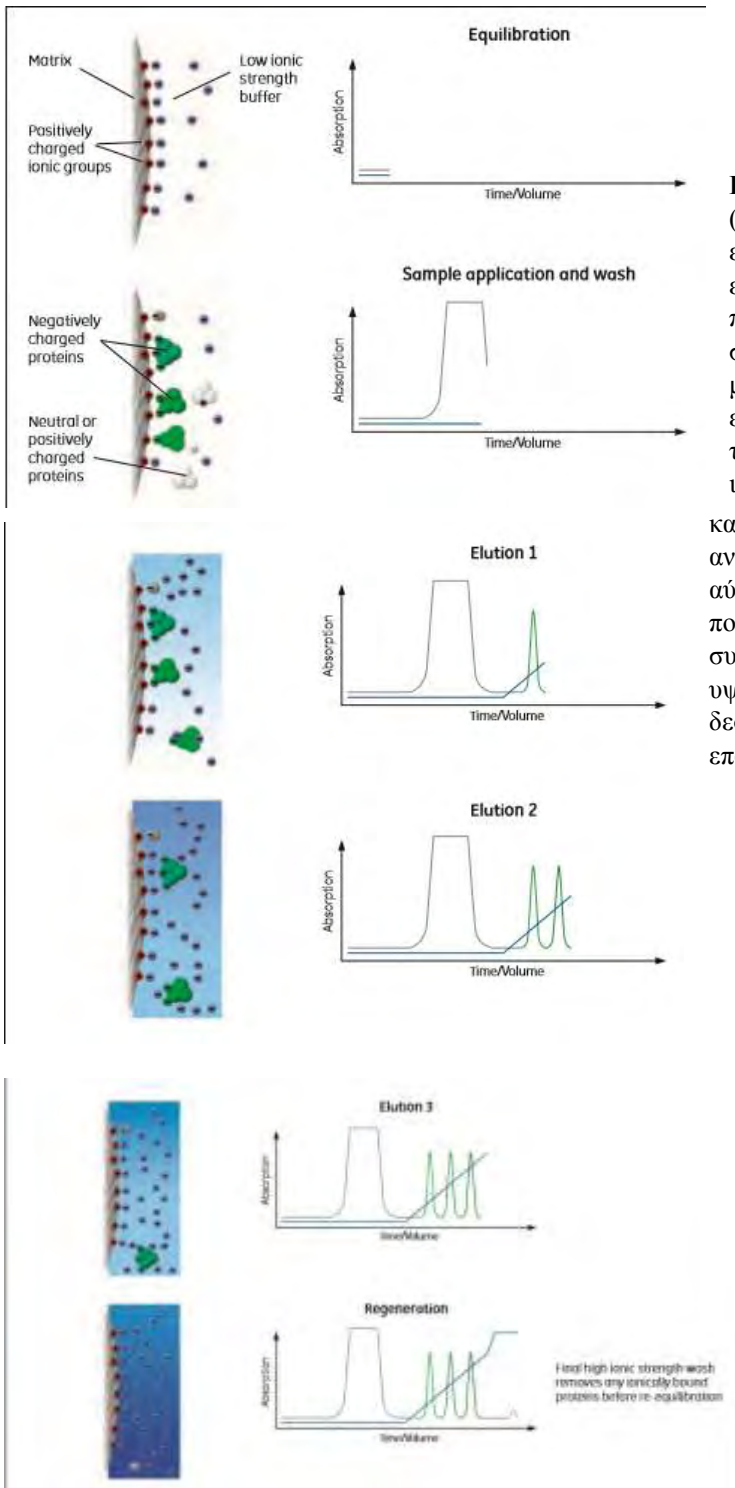 Equilibration
Matrix
Low ionic
strength
buffer
Positively
charged
ionic groups
Absorption
Time/Volume
Sample application and wash
Negatively
charged
proteins
Neutral or
positively
charged
proteins
Absorption
Time/Volume
Elution 1
Absorption
Time/Volume
Elution 2
Absorption
Time/Volume
Elution 3
Absorption
Time/Volume
Regeneration
Absorption
Time/Volume
Final high ionic strength wash
removes any ionically bound
proteins before re-equilibration